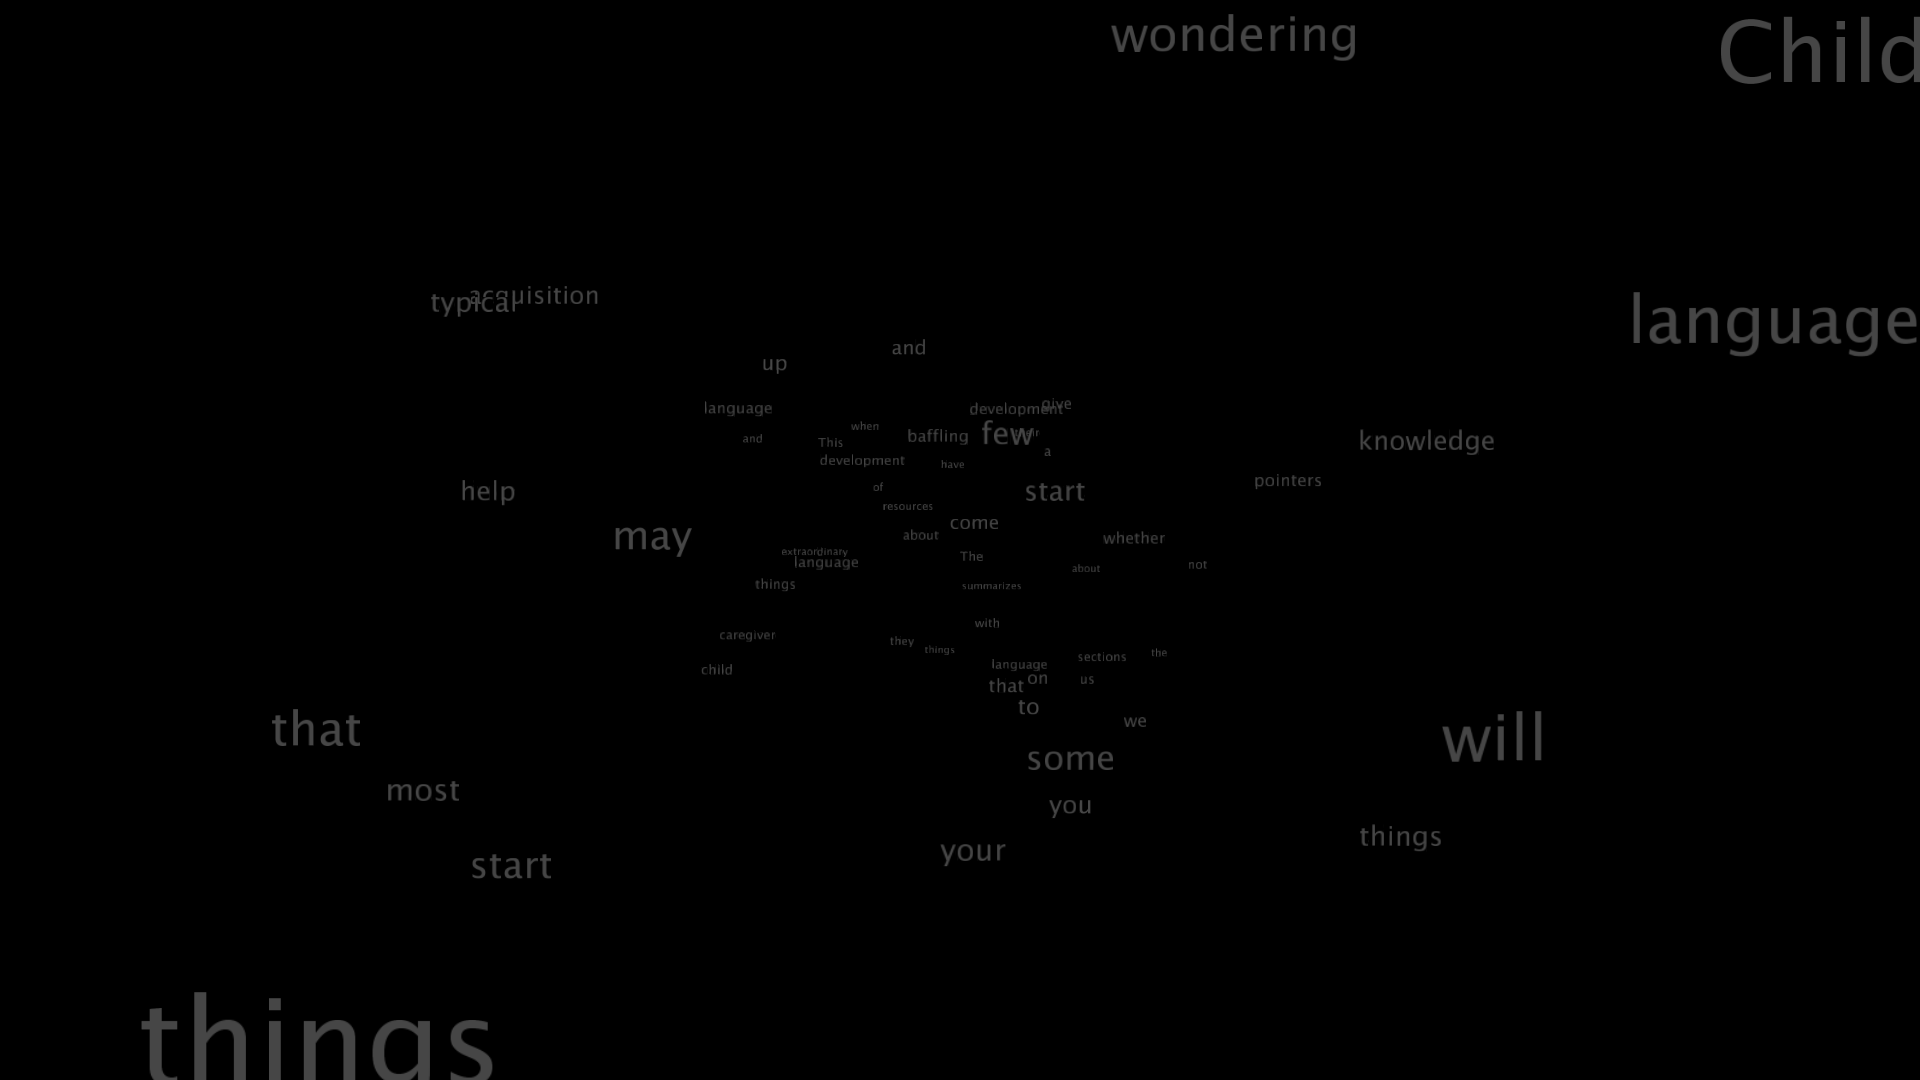 wondering
Child
acquisition
typical
language
and
up
give
language
development
when
few
their
baffling
and
This
knowledge
a
development
have
pointers
of
help
start
resources
come
may
about
whether
extraordinary
The
language
not
about
things
summarizes
with
caregiver
they
things
the
sections
language
child
on
us
that
to
we
that
will
some
most
you
things
your
start
things